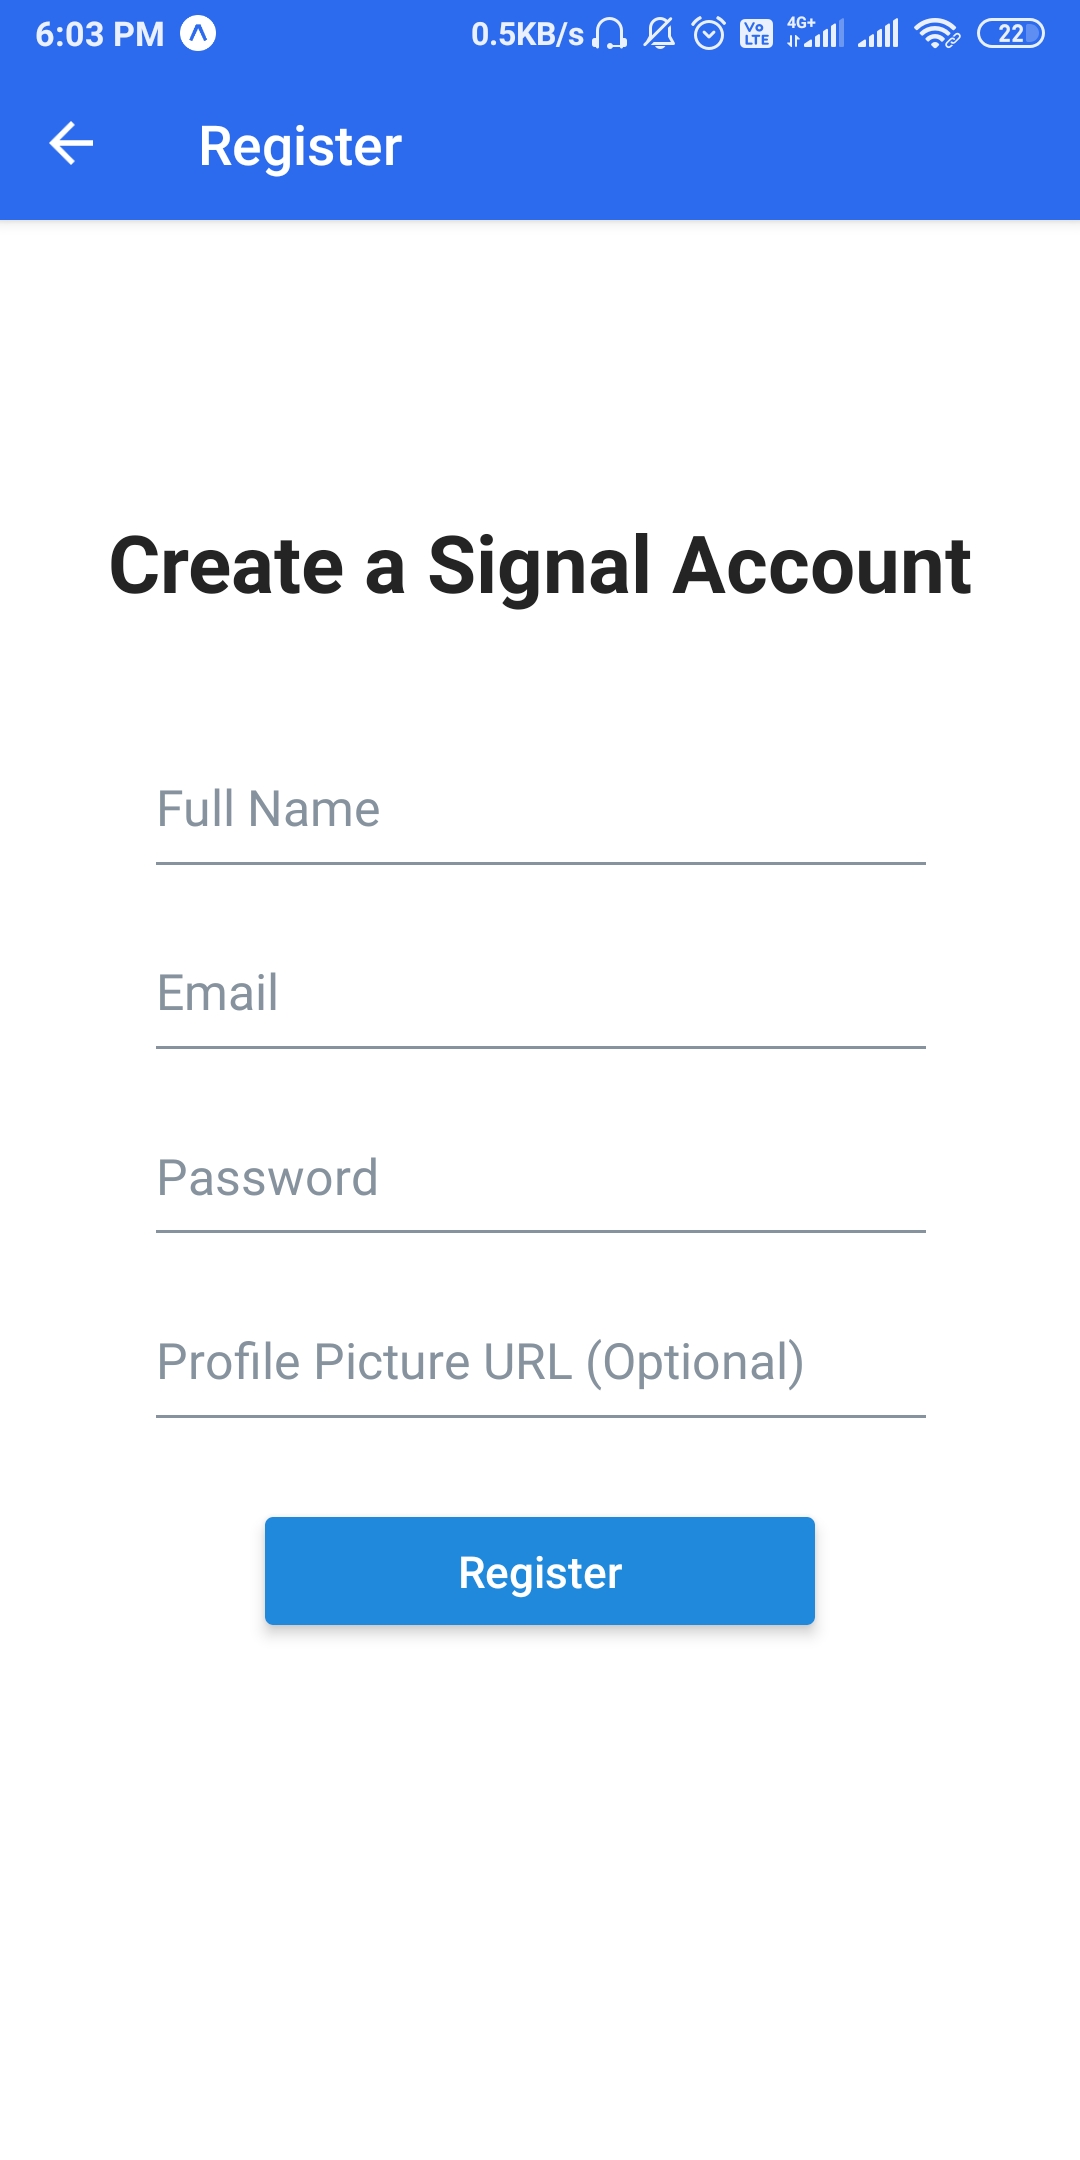 6:03 PM 0.5KB/s Vo LTE 4G+ 22
Register
Create a Signal Account
Full Name
Email
Password
Profile Picture URL (Optional)
Register